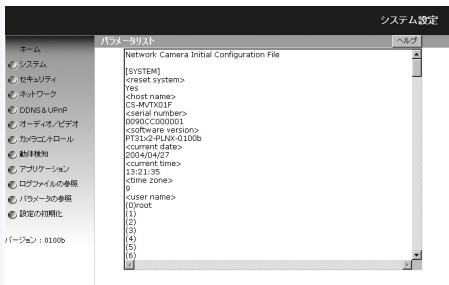 システム設定
パラメータリスト
ヘルプ
ホーム
システム
セキュリティ
ネットワーク
DDNS & UPnP
オーディオ/ビデオ
カメラコントロール
動体検知
アプリケーション
ログファイルの参照
パラメータの参照
設定の初期化
バージョン : 0100b
Network Camera Initial Configuration File
[SYSTEM]
<reset system>
Yes
<host name>
CS-MVTX01F
<serial number>
0090CC000001
<software version>
PT31x2-PLNX-0100b
<current date>
2004/04/27
<current time>
13:21:35
<time zone>
9
<user name>
(0)root
(1)
(2)
(3)
(4)
(5)
(6)